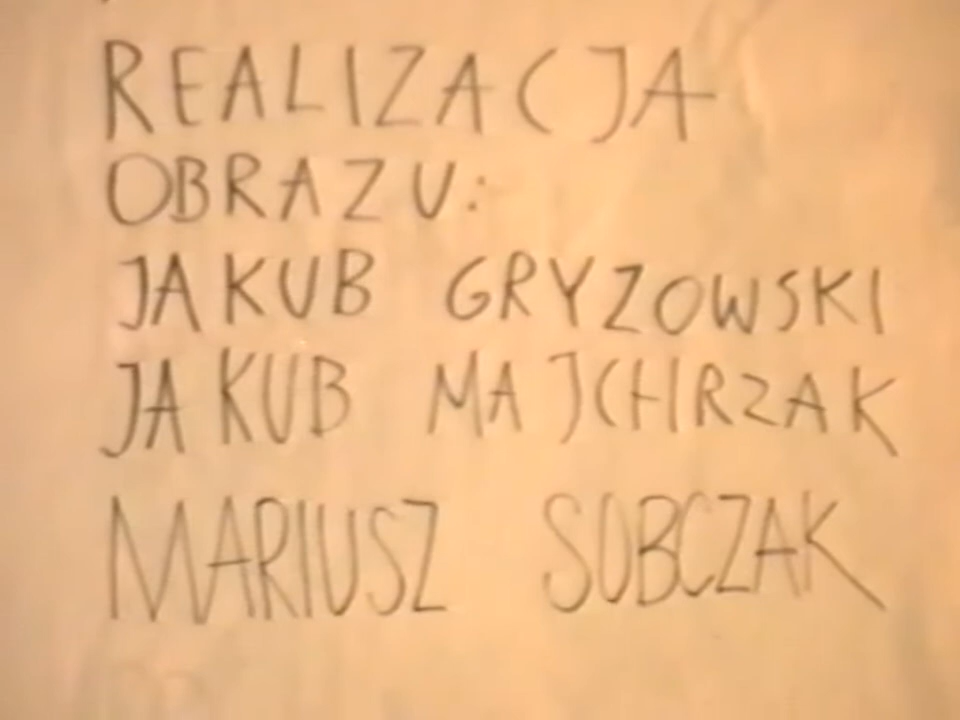 REALIZACJA
OBRAZU:
JAKUB GRYZOWSKI
JAKUB MAJCHRZAK
MARIUSZ SOBCZAK